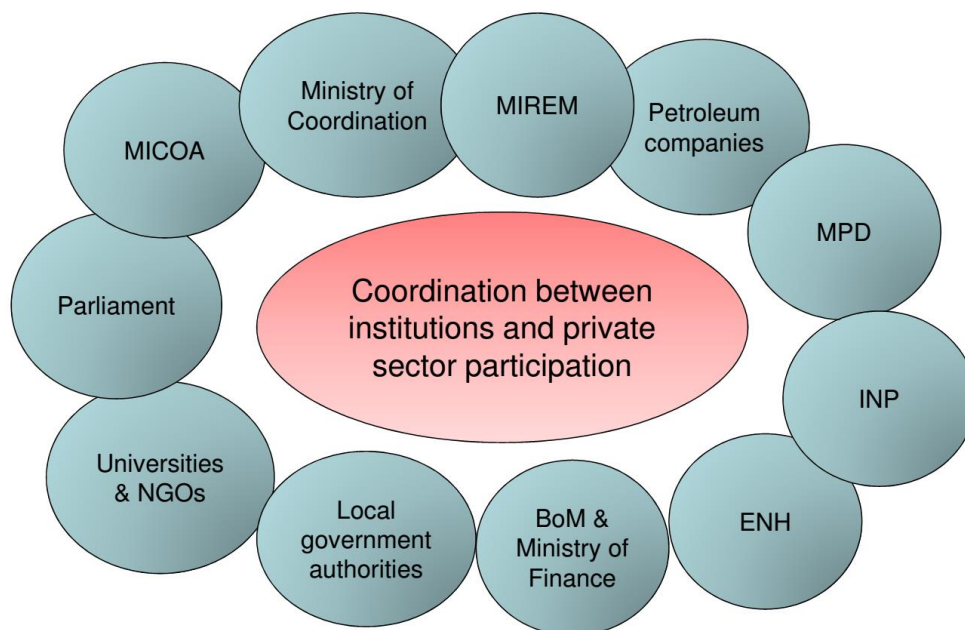 Ministry of
Coordination
MIREM
Petroleum
companies
MICOA
MPD
Parliament
Coordination between
institutions and private
sector participation
INP
Universities
& NGOs
Local
government
authorities
BoM &
Ministry of
Finance
ENH